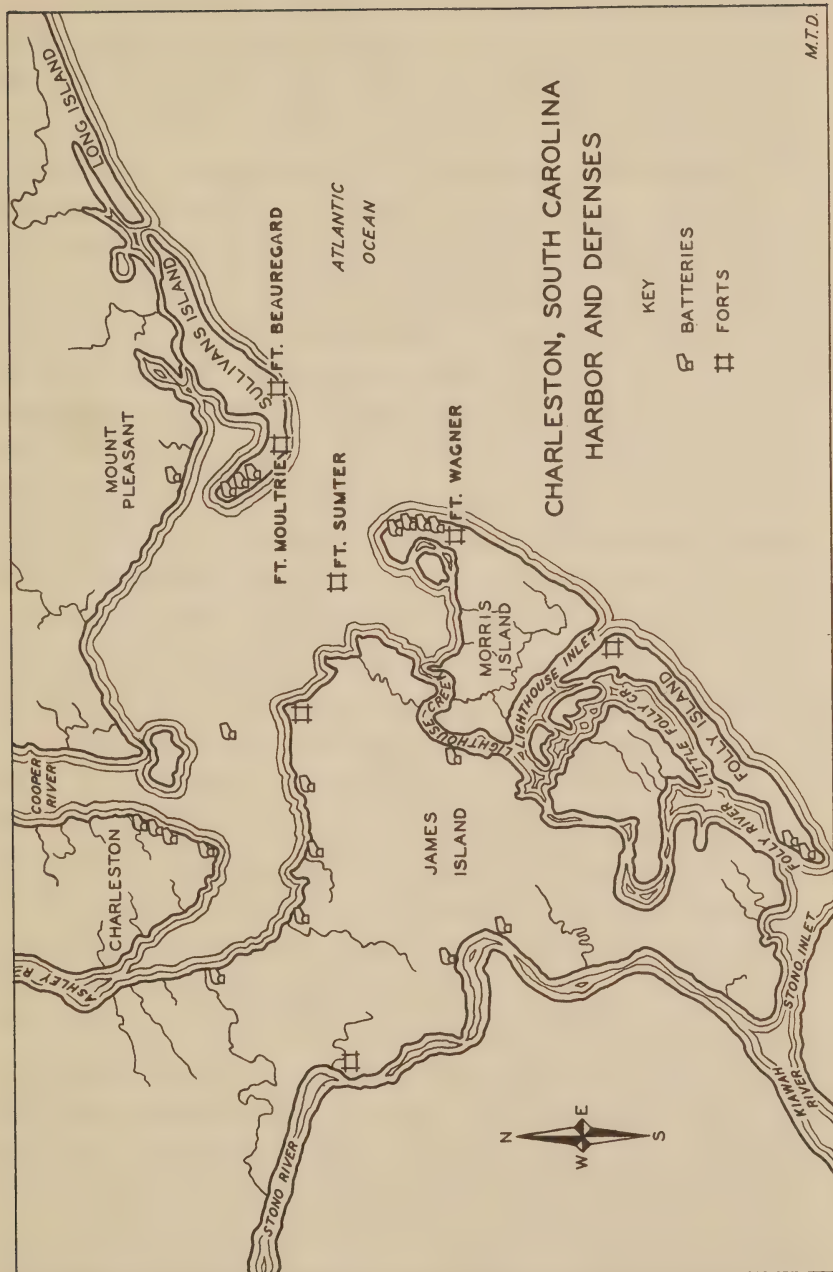 LONG ISLAND
SULLIVANS ISLAND
MOUNT
PLEASANT
COOPER
RIVER
CHARLESTON
ASHLEY R.
FT. MOULTRIE
FT. BEAUREGARD
FT. SUMTER
ATLANTIC
OCEAN
FT. WAGNER
MORRIS
ISLAND
LIGHTHOUSE CREEK
LIGHTHOUSE INLET
JAMES
ISLAND
LITTLE FOLLY CR.
FOLLY ISLAND
FOLLY RIVER
STONO INLET
STONO RIVER
KIAWAH
RIVER
N
W
E
S
CHARLESTON, SOUTH CAROLINA
HARBOR AND DEFENSES
KEY
BATTERIES
FORTS
M.T.D.